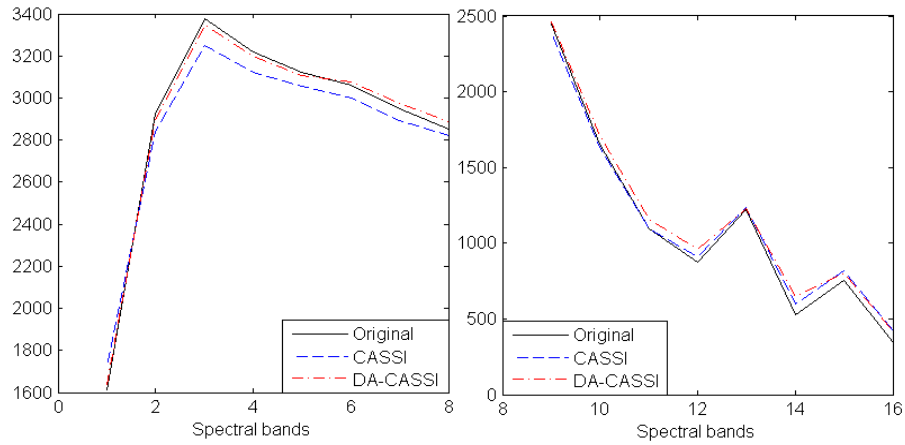 3400
3200
3000
2800
2600
2400
2200
2000
1800
1600
0 2 4 6 8
Spectral bands
Original
CASSI
DA-CASSI
2500
2000
1500
1000
500
0
8 10 12 14 16
Spectral bands
Original
CASSI
DA-CASSI